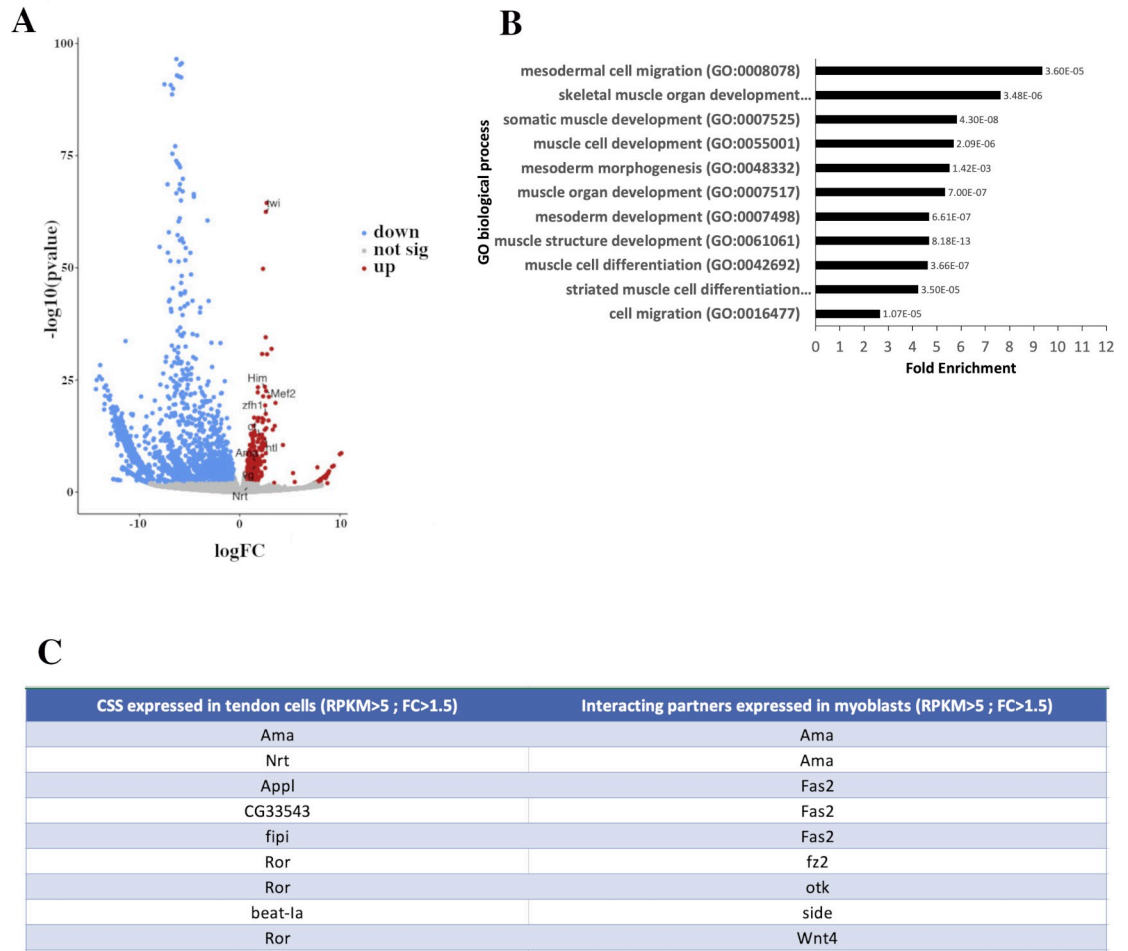 A
100
75
50
25
0
-log10(pvalue)
-10
0
10
logFC
twi
Him
Mef2
zfh1
htl
Ama
Nrt
down
not sig
up
B
GO biological process
mesodermal cell migration (GO:0008078) 3.60E-05
skeletal muscle organ development... 3.48E-06
somatic muscle development (GO:0007525) 4.30E-08
muscle cell development (GO:0055001) 2.09E-06
mesoderm morphogenesis (GO:0048332) 1.42E-03
muscle organ development (GO:0007517) 7.00E-07
mesoderm development (GO:0007498) 6.61E-07
muscle structure development (GO:0061061) 8.18E-13
muscle cell differentiation (GO:0042692) 3.66E-07
striated muscle cell differentiation... 3.50E-05
cell migration (GO:0016477) 1.07E-05
0 1 2 3 4 5 6 7 8 9 10 11 12
Fold Enrichment
C
CSS expressed in tendon cells (RPKM>5 ; FC>1.5) Interacting partners expressed in myoblasts (RPKM>5 ; FC>1.5)
Ama Ama
Nrt Ama
Appl Fas2
CG33543 Fas2
fipi Fas2
Ror fz2
Ror otk
beat-Ia side
Ror Wnt4